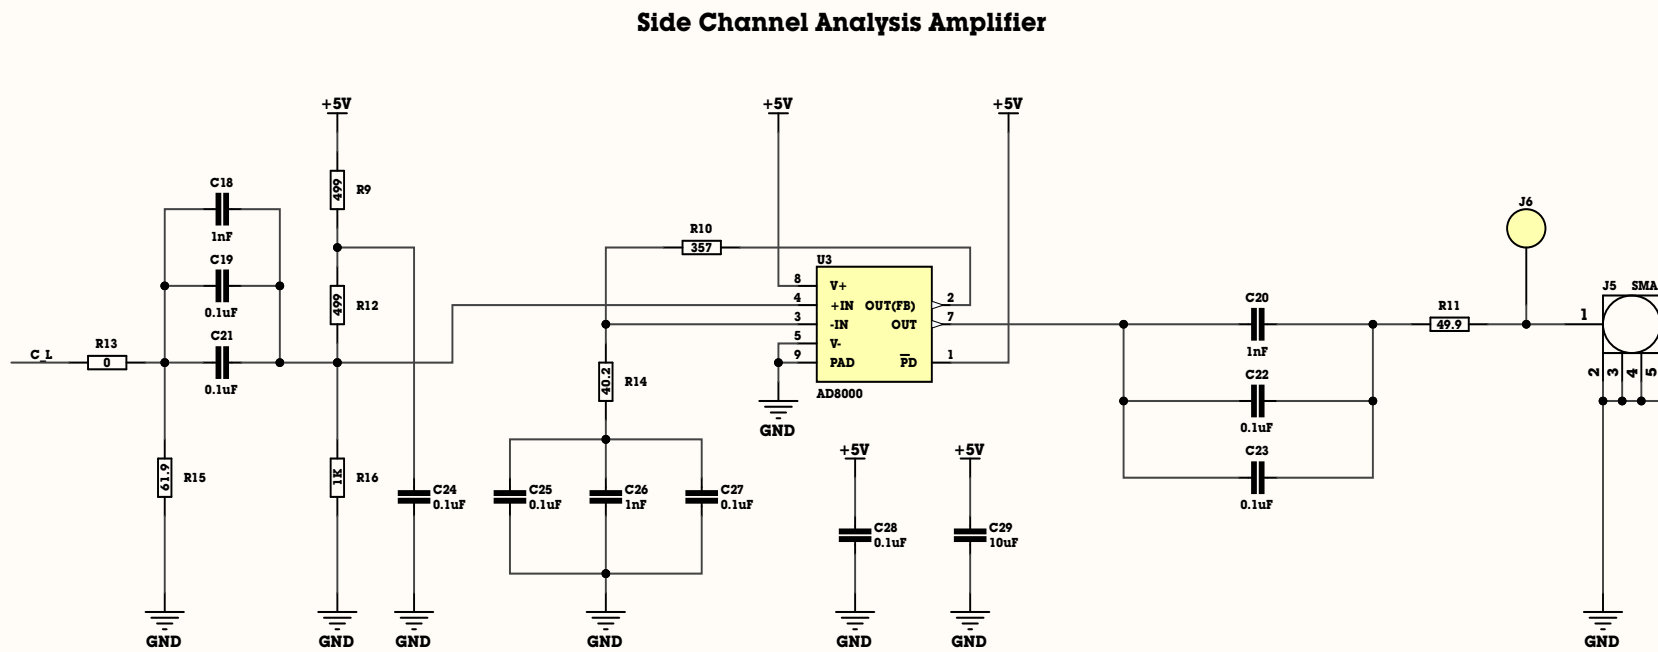 Side Channel Analysis Amplifier
+5V
+5V
+5V
C18
1nF
C19
0.1uF
C21
0.1uF
C_L
R13
0
499
R9
499
R12
R10
357
U3
8
V+
4
+IN
OUT(FB)
2
3
-IN
OUT
7
5
V-
9
PAD
PD
1
AD8000
GND
40.2
R14
61.9
R15
1K
R16
C24
0.1uF
C25
0.1uF
C26
1nF
C27
0.1uF
+5V
+5V
C28
0.1uF
C29
10uF
C20
1nF
C22
0.1uF
C23
0.1uF
R11
49.9
J6
J5
SMA
1
2
3
4
5
GND
GND
GND
GND
GND
GND
GND